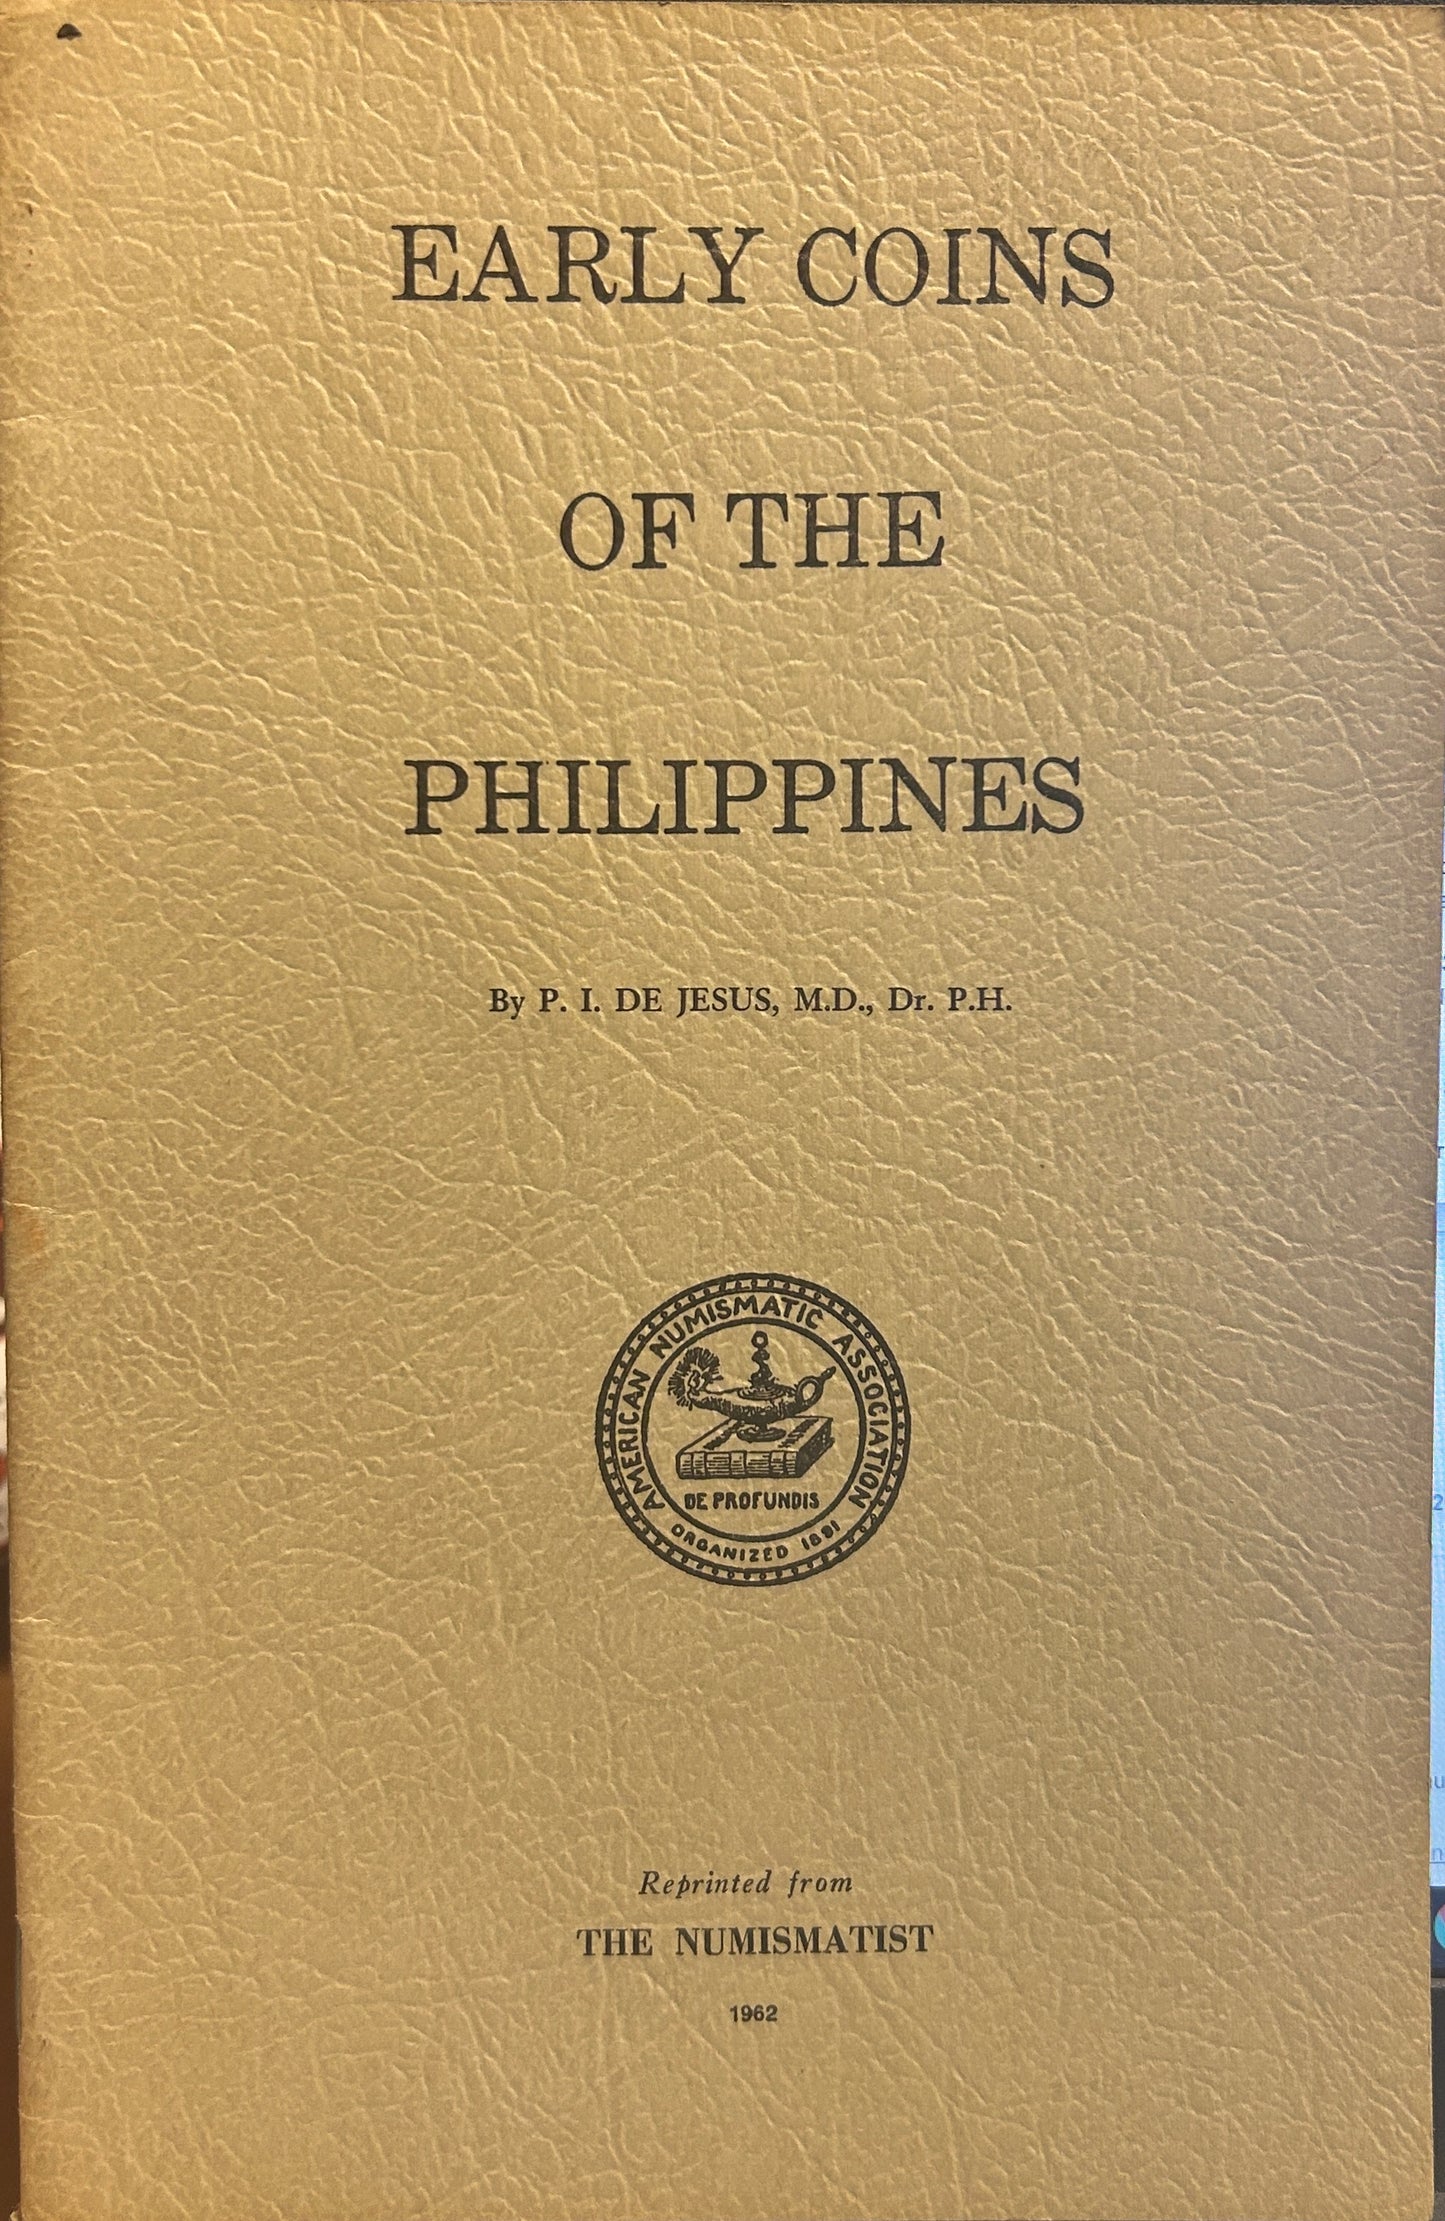 EARLY COINS
OF THE
PHILIPPINES
By P. I. DE JESUS, M.D., Dr. P.H.
AMERICAN NUMISMATIC ASSOCIATION
DE PROFUNDIS
ORGANIZED 1891
Reprinted from
THE NUMISMATIST
1962